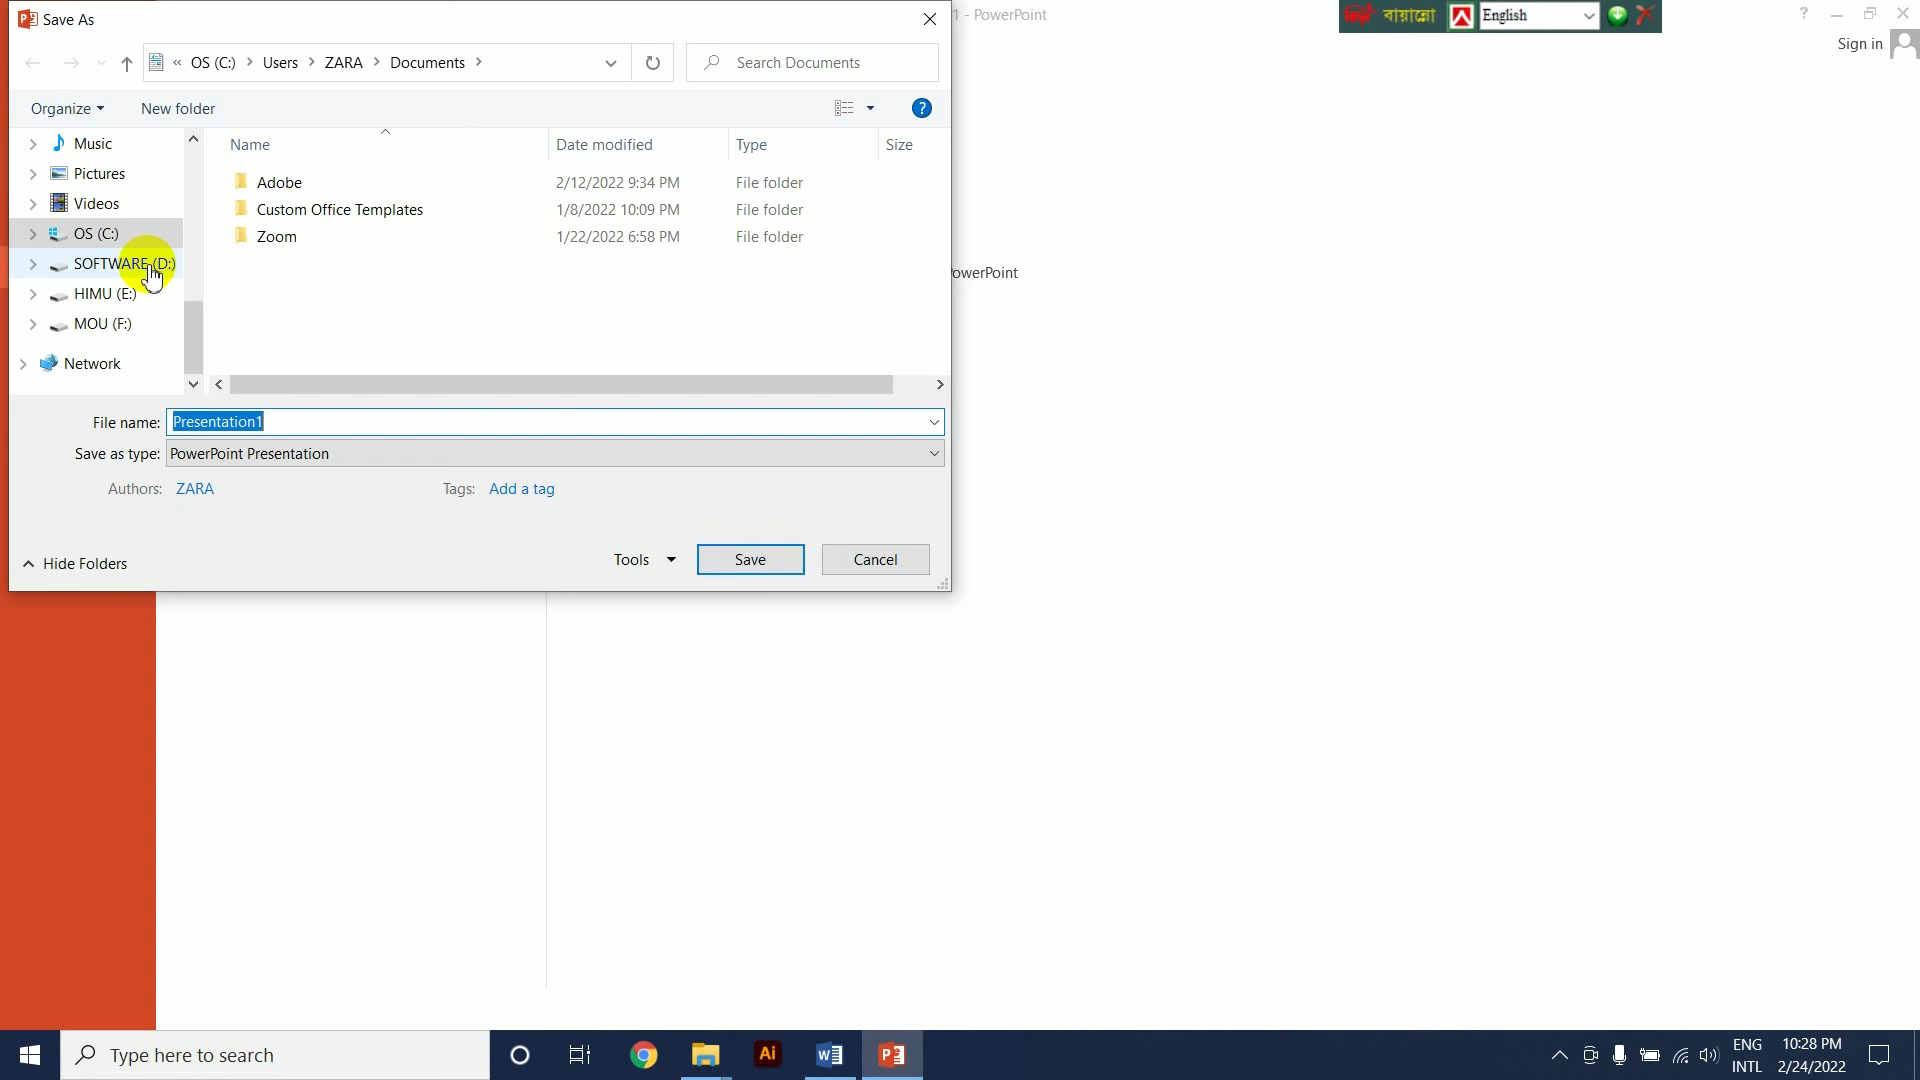 Save As
1 - PowerPoint
বায়ান্নো
English
Sign in
« OS (C:) > Users > ZARA > Documents >
Search Documents
Organize
New folder
Music
Pictures
Videos
OS (C:)
SOFTWARE (D:)
HIMU (E:)
MOU (F:)
Network
Name Date modified Type Size
Adobe 2/12/2022 9:34 PM File folder
Custom Office Templates 1/8/2022 10:09 PM File folder
Zoom 1/22/2022 6:58 PM File folder
owerPoint
File name: Presentation1
Save as type: PowerPoint Presentation
Authors: ZARA Tags: Add a tag
Hide Folders
Tools
Save
Cancel
Type here to search
Ai
ENG
INTL
10:28 PM
2/24/2022